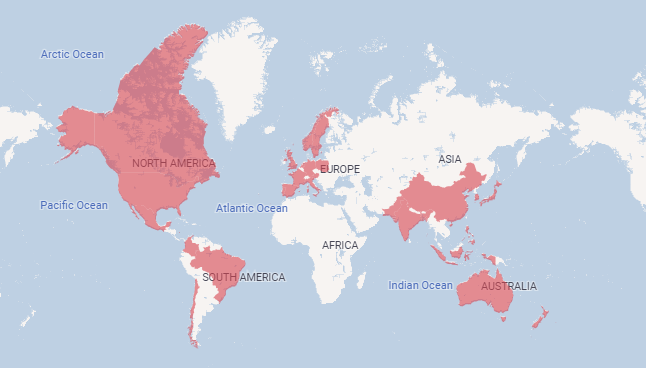 Arctic Ocean
NORTH AMERICA
EUROPE
ASIA
Pacific Ocean
Atlantic Ocean
AFRICA
SOUTH AMERICA
Indian Ocean
AUSTRALIA